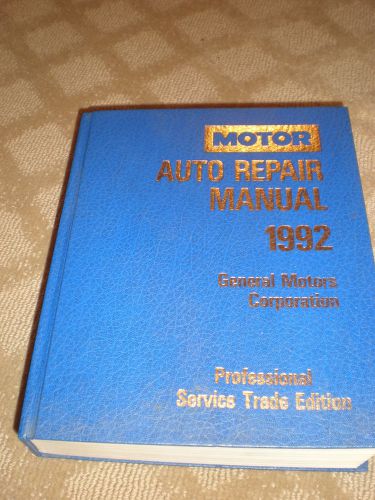 MOTOR
AUTO REPAIR
MANUAL
1992
General Motors
Corporation
Professional
Service Trade Edition